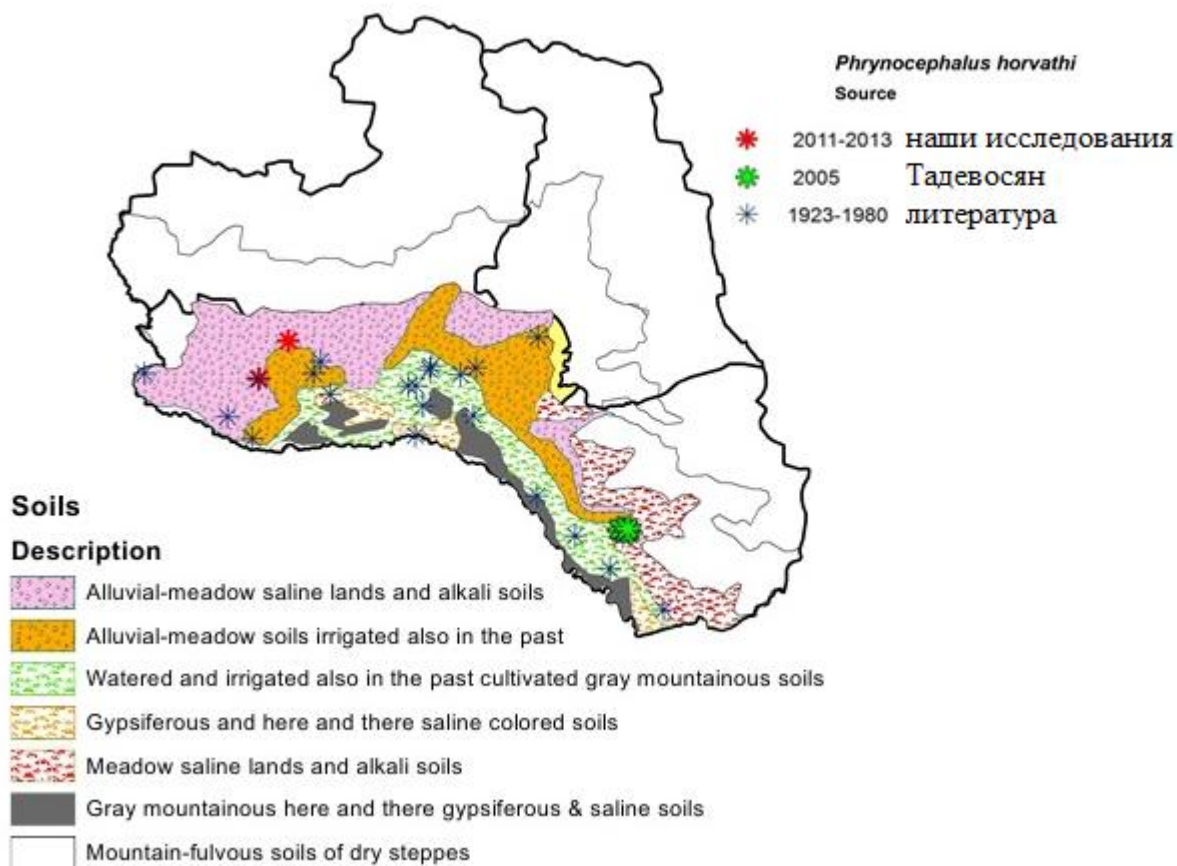 Phrynocephalus horvathi
Source
2011-2013 наши исследования
2005 Тадевосян
1923-1980 литература
Soils
Description
Alluvial-meadow saline lands and alkali soils
Alluvial-meadow soils irrigated also in the past
Watered and irrigated also in the past cultivated gray mountainous soils
Gypsiferous and here and there saline colored soils
Meadow saline lands and alkali soils
Gray mountainous here and there gypsiferous & saline soils
Mountain-fulvous soils of dry steppes